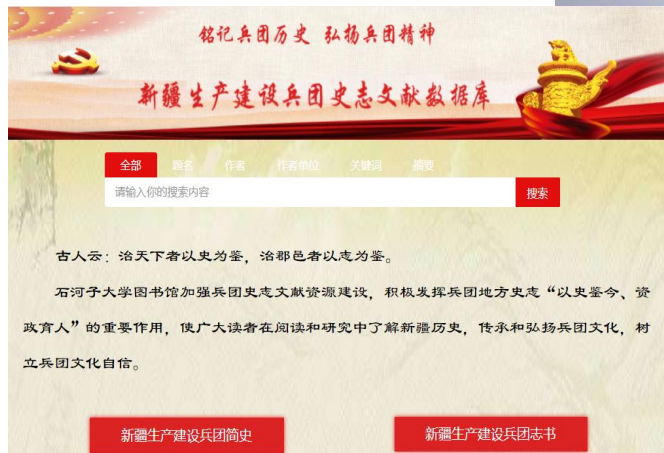 铭记兵团历史 弘扬兵团精神
新疆生产建设兵团史志文献数据库
全部 题名 作者 作者单位 关键词 摘要
请输入你的搜索内容 搜索
古人云：治天下者以史为鉴，治郡邑者以志为鉴。
石河子大学图书馆加强兵团史志文献资源建设，积极发挥兵团地方史志“以史鉴今、资
政育人”的重要作用，使广大读者在阅读和研究中了解新疆历史，传承和弘扬兵团文化，树
立兵团文化自信。
新疆生产建设兵团简史 新疆生产建设兵团志书